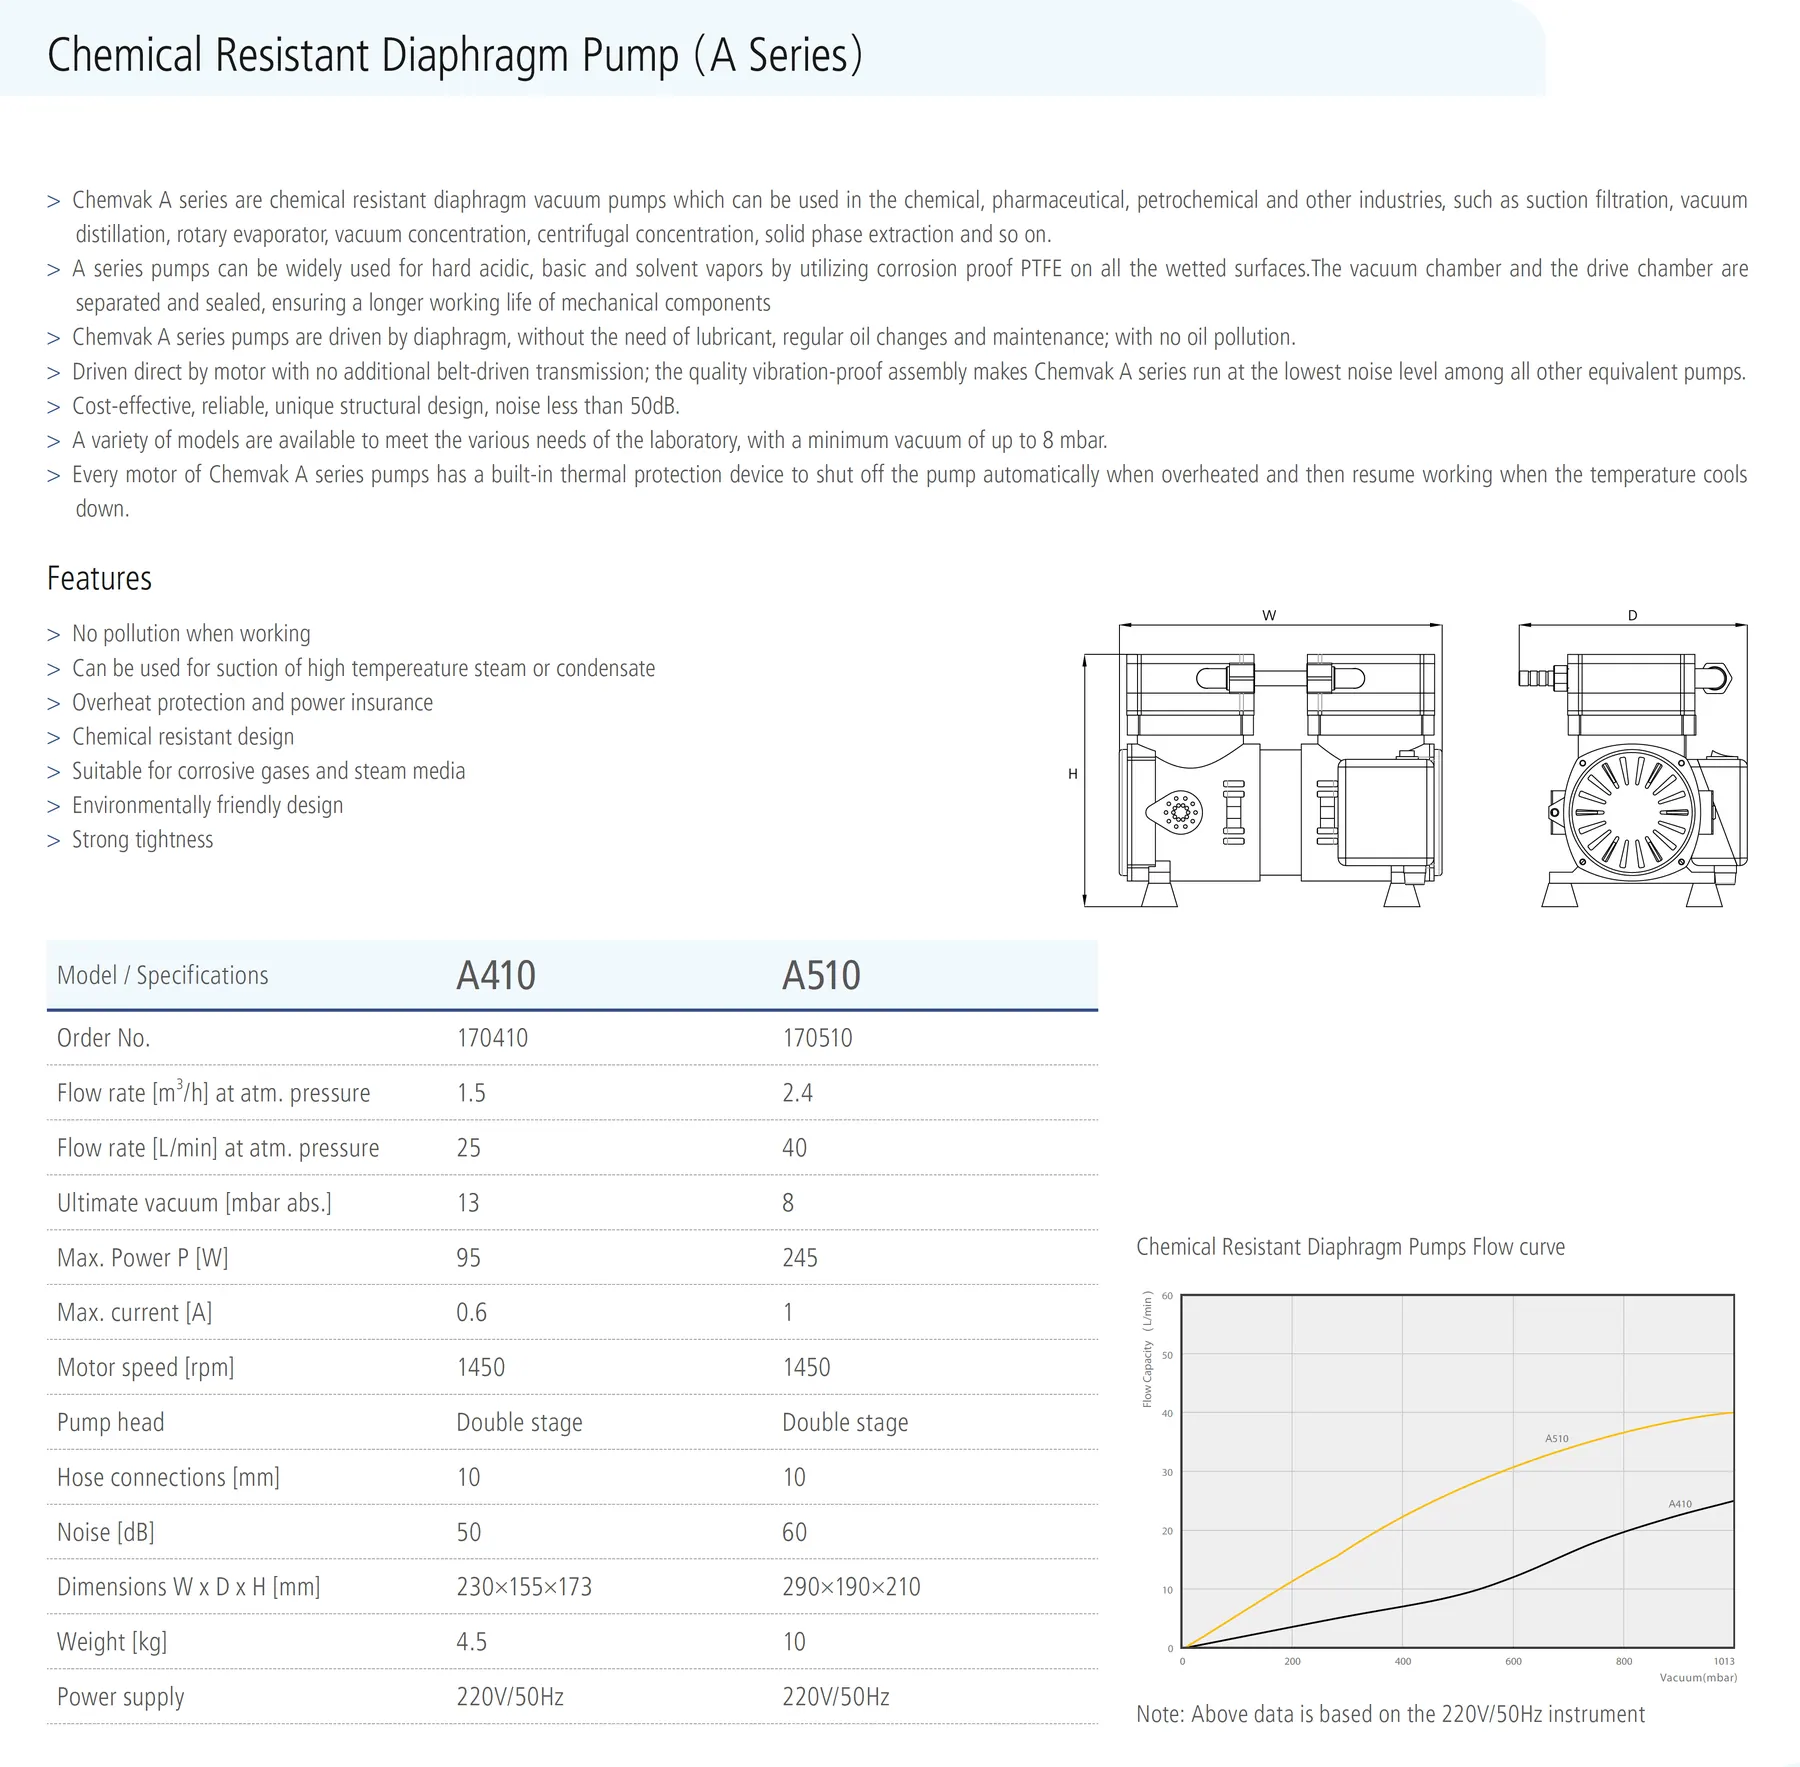 Chemical Resistant Diaphragm Pump (A Series)
> Chemvak A series are chemical resistant diaphragm vacuum pumps which can be used in the chemical, pharmaceutical, petrochemical and other industries, such as suction filtration, vacuum
distillation, rotary evaporator, vacuum concentration, centrifugal concentration, solid phase extraction and so on.
> A series pumps can be widely used for hard acidic, basic and solvent vapors by utilizing corrosion proof PTFE on all the wetted surfaces.The vacuum chamber and the drive chamber are
separated and sealed, ensuring a longer working life of mechanical components
> Chemvak A series pumps are driven by diaphragm, without the need of lubricant, regular oil changes and maintenance; with no oil pollution.
> Driven direct by motor with no additional belt-driven transmission; the quality vibration-proof assembly makes Chemvak A series run at the lowest noise level among all other equivalent pumps.
> Cost-effective, reliable, unique structural design, noise less than 50dB.
> A variety of models are available to meet the various needs of the laboratory, with a minimum vacuum of up to 8 mbar.
> Every motor of Chemvak A series pumps has a built-in thermal protection device to shut off the pump automatically when overheated and then resume working when the temperature cools
down.
Features
> No pollution when working
> Can be used for suction of high tempereature steam or condensate
> Overheat protection and power insurance
> Chemical resistant design
> Suitable for corrosive gases and steam media
> Environmentally friendly design
> Strong tightness
W
D
H
Model / Specifications A410 A510
Order No. 170410 170510
Flow rate [m³/h] at atm. pressure 1.5 2.4
Flow rate [L/min] at atm. pressure 25 40
Ultimate vacuum [mbar abs.] 13 8
Max. Power P [W] 95 245
Max. current [A] 0.6 1
Motor speed [rpm] 1450 1450
Pump head Double stage Double stage
Hose connections [mm] 10 10
Noise [dB] 50 60
Dimensions W x D x H [mm] 230×155×173 290×190×210
Weight [kg] 4.5 10
Power supply 220V/50Hz 220V/50Hz
Chemical Resistant Diaphragm Pumps Flow curve
Flow Capacity (L/min)
60
50
40
30
20
10
0
A510
A410
0 200 400 600 800 1013
Vacuum(mbar)
Note: Above data is based on the 220V/50Hz instrument